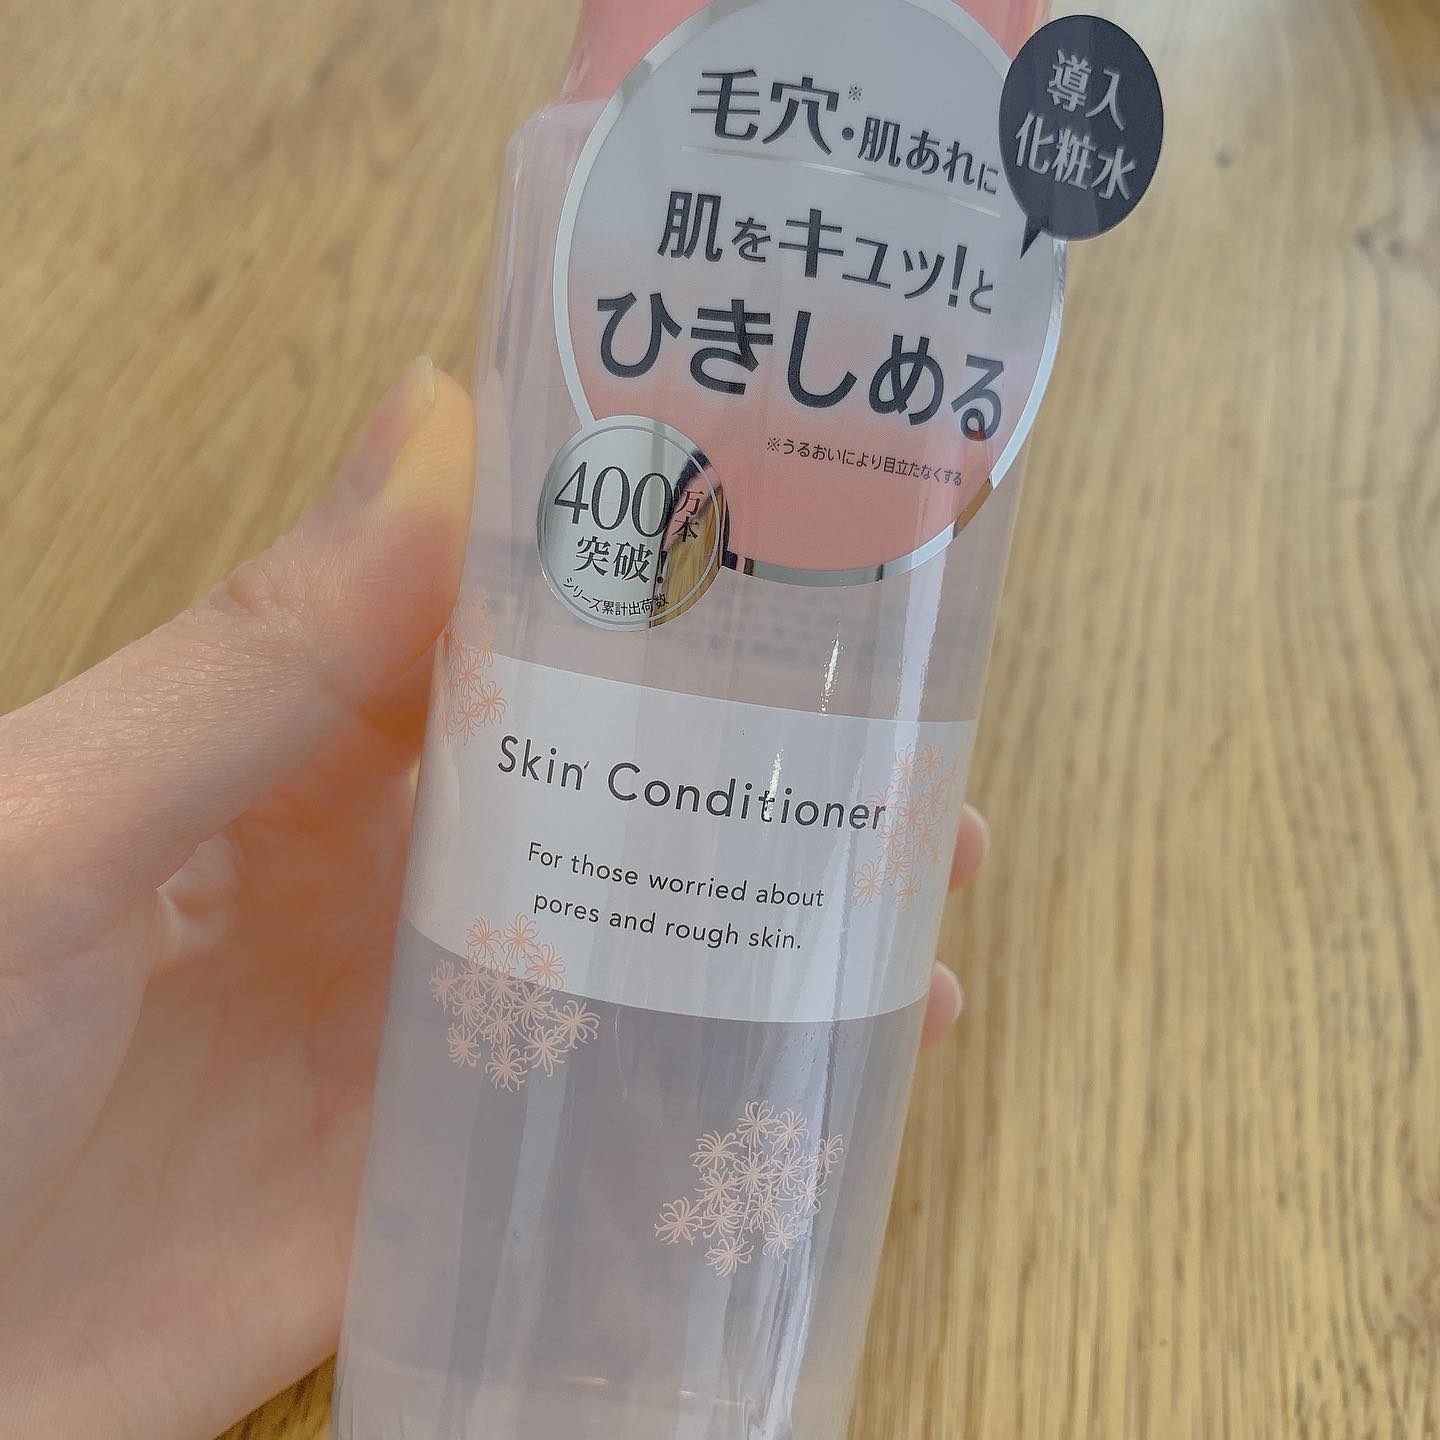 導入
化粧水
毛穴※・肌あれに
肌をキュッ!と
ひきしめる
※うるおいにより目立たなくする
400万本
突破!
シリーズ累計出荷数
Skin Conditioner
For those worried about
pores and rough skin.